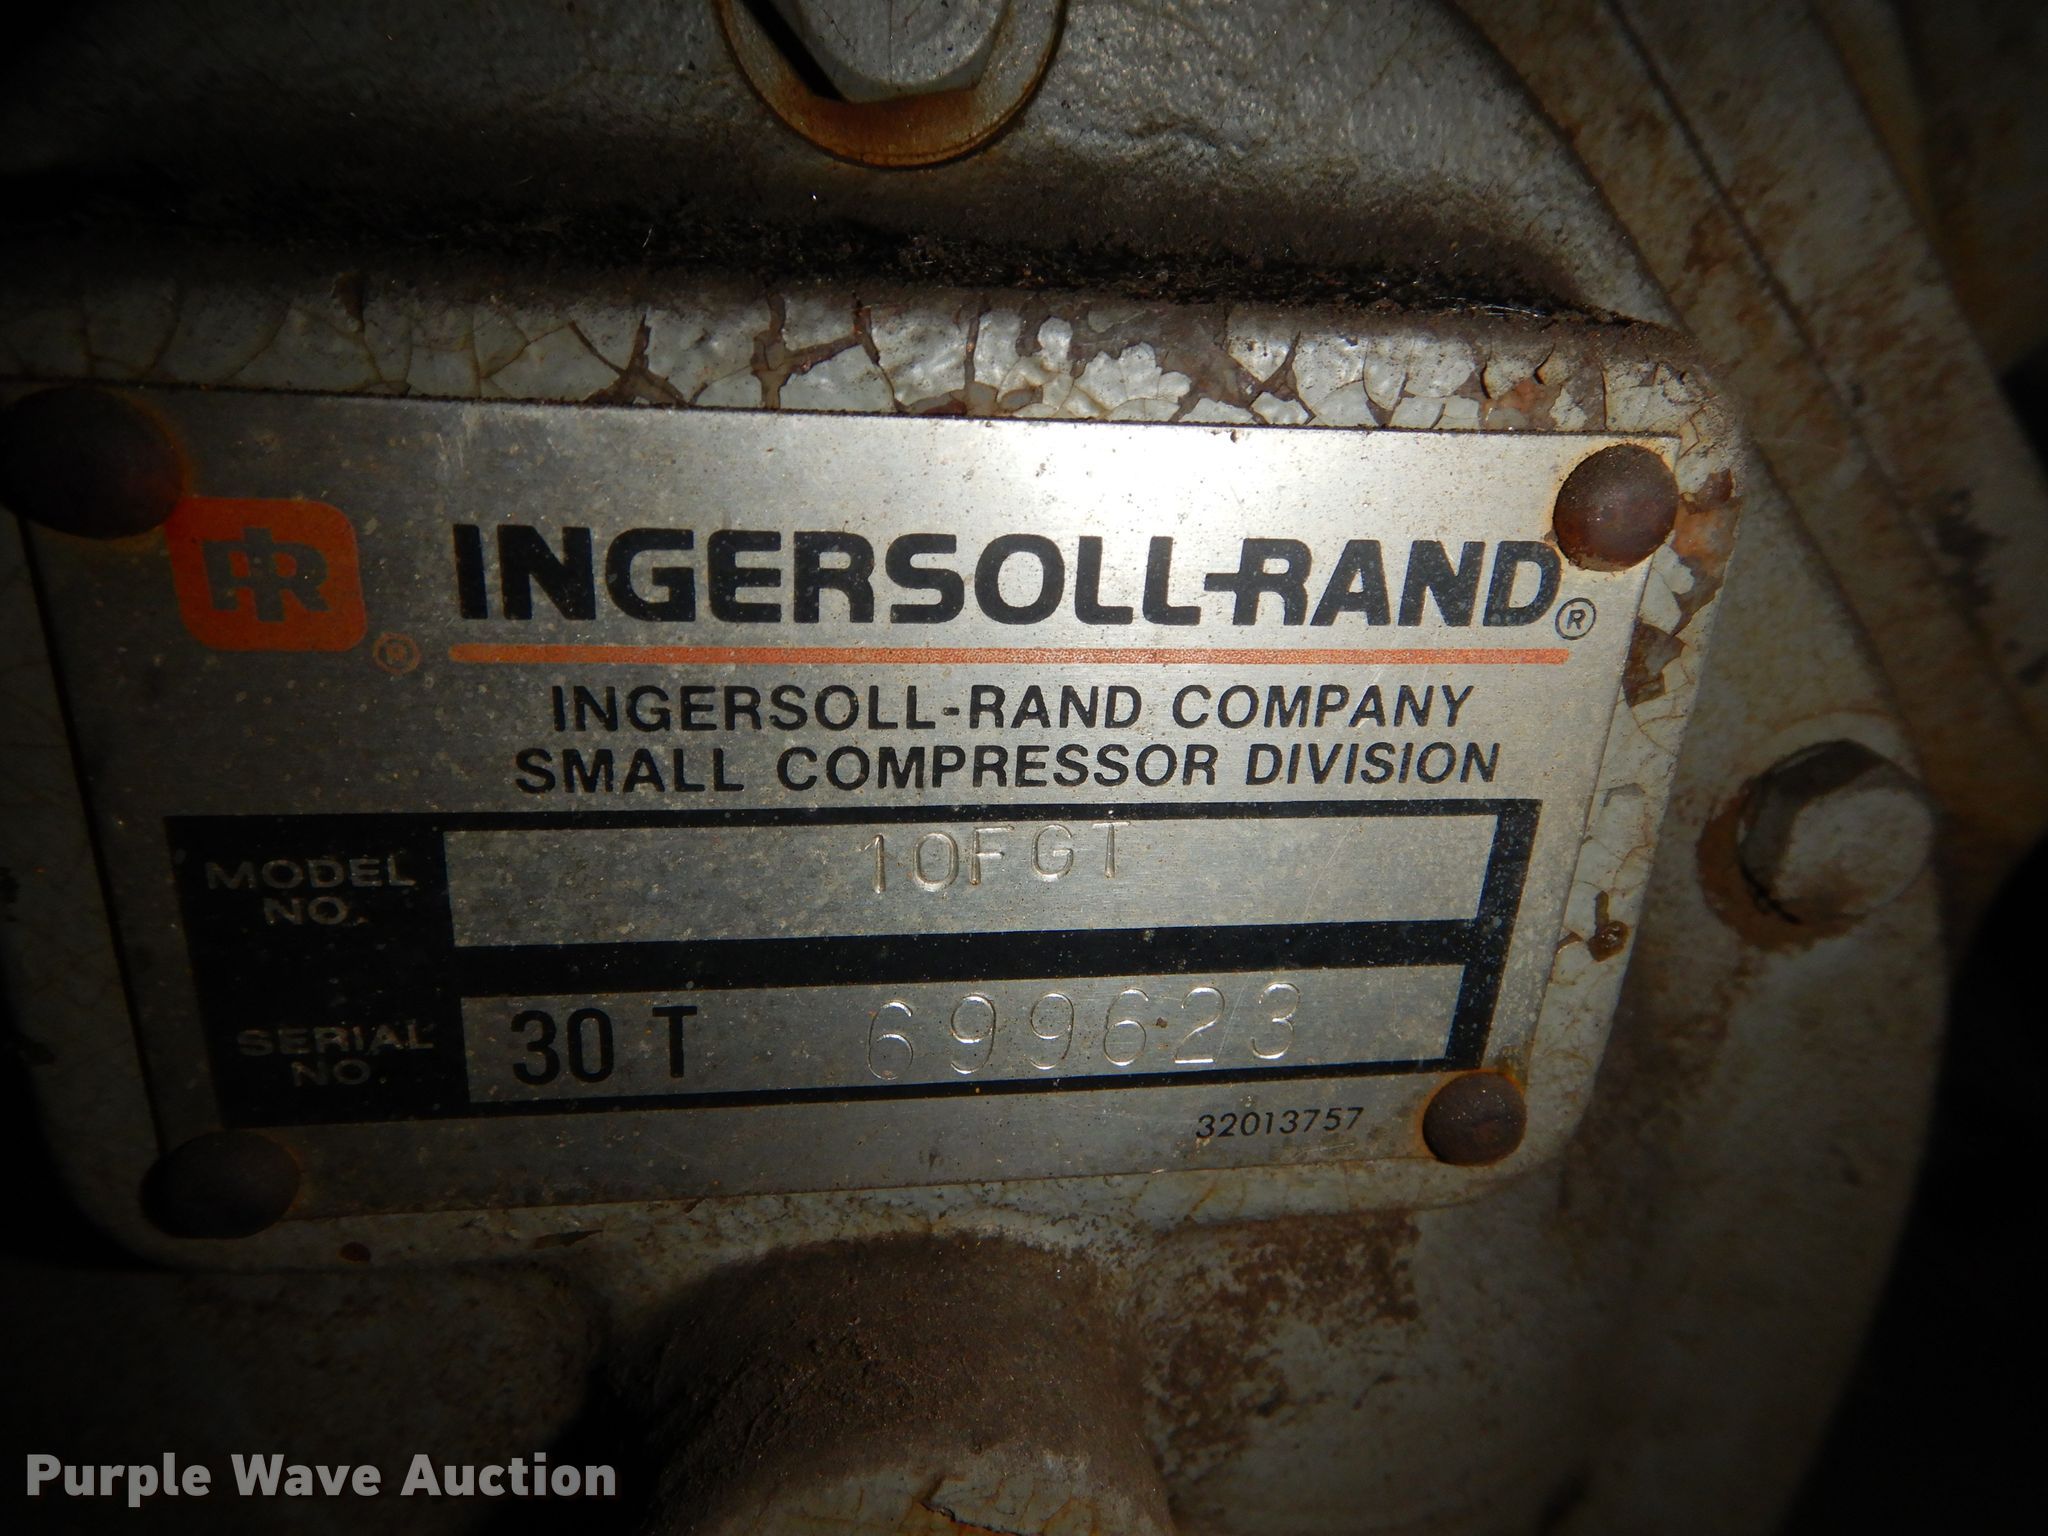 IR ®
INGERSOLL-RAND®
INGERSOLL-RAND COMPANY
SMALL COMPRESSOR DIVISION
MODEL NO. 10FGT
SERIAL NO. 30 T 699623
32013757
Purple Wave Auction